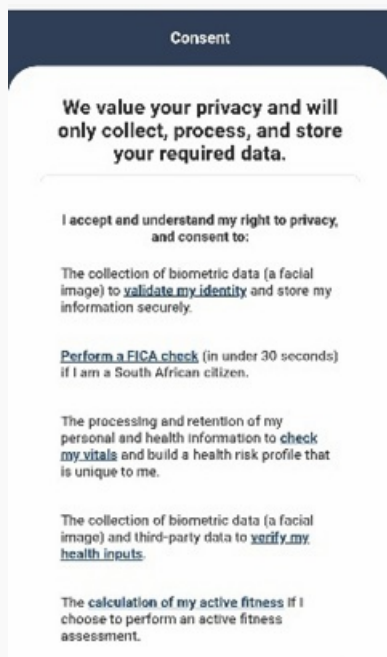 Consent
We value your privacy and will
only collect, process, and store
your required data.
I accept and understand my right to privacy,
and consent to:
The collection of biometric data (a facial
image) to validate my identity and store my
information securely.
Perform a FICA check (in under 30 seconds)
if I am a South African citizen.
The processing and retention of my
personal and health information to check
my vitals and build a health risk profile that
is unique to me.
The collection of biometric data (a facial
image) and third-party data to verify my
health inputs.
The calculation of my active fitness if I
choose to perform an active fitness
assessment.